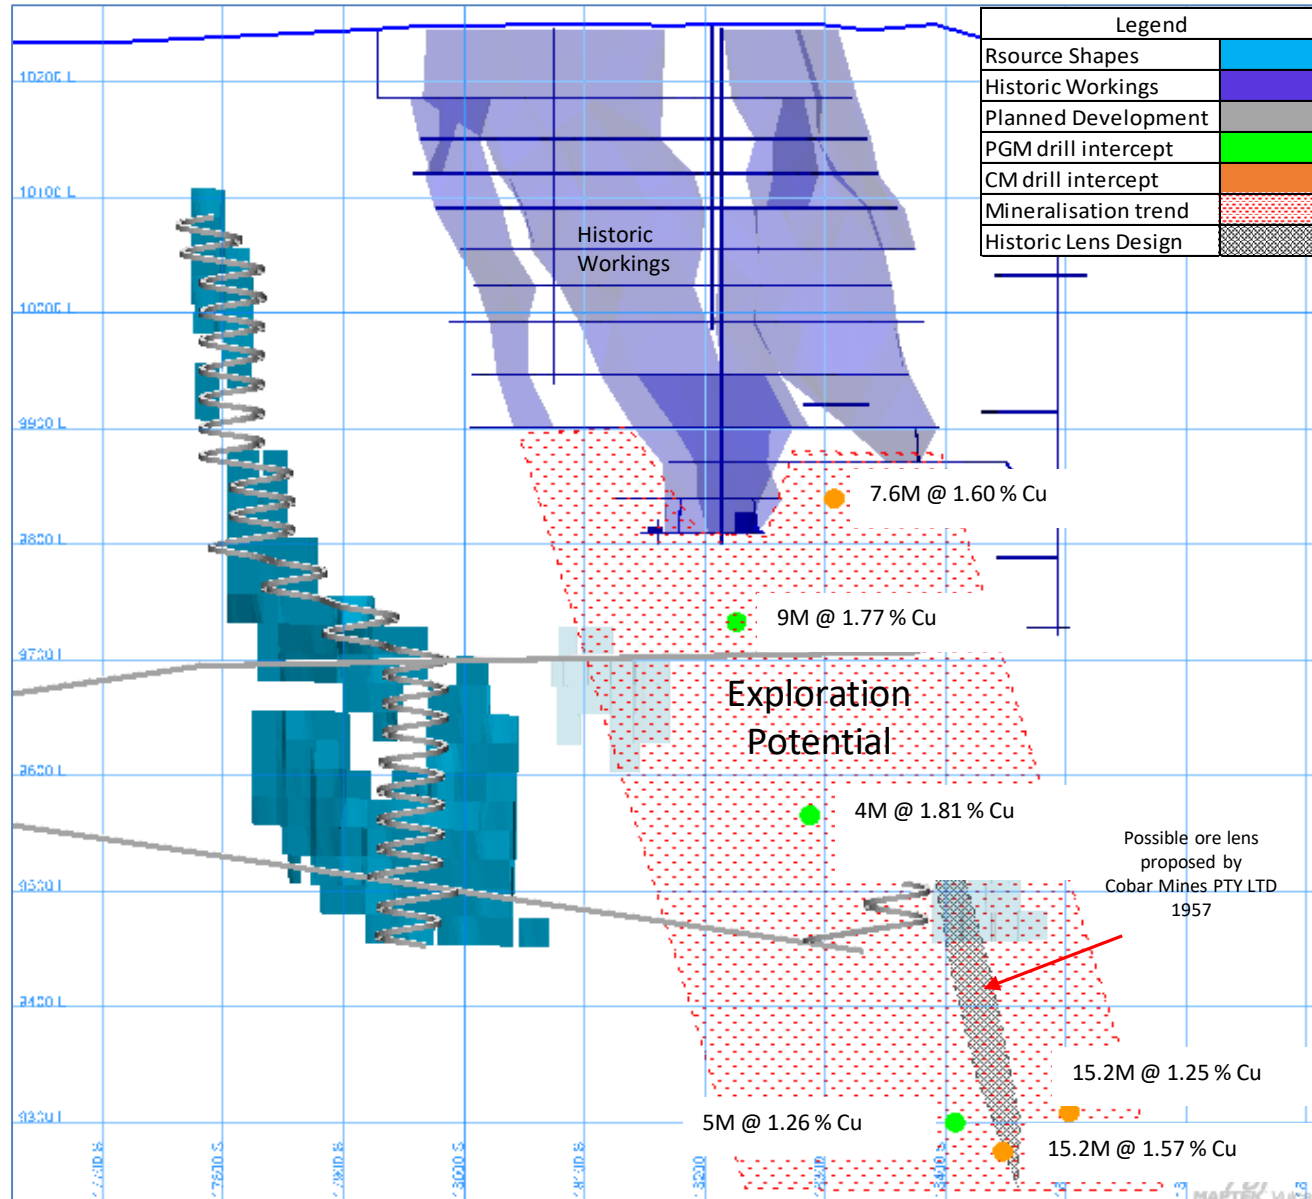 Legend
Rsource Shapes
Historic Workings
Planned Development
PGM drill intercept
CM drill intercept
Mineralisation trend
Historic Lens Design
Historic
Workings
7.6M @ 1.60 % Cu
9M @ 1.77 % Cu
Exploration
Potential
4M @ 1.81 % Cu
Possible ore lens
proposed by
Cobar Mines PTY LTD
1957
15.2M @ 1.25 % Cu
5M @ 1.26 % Cu
15.2M @ 1.57 % Cu